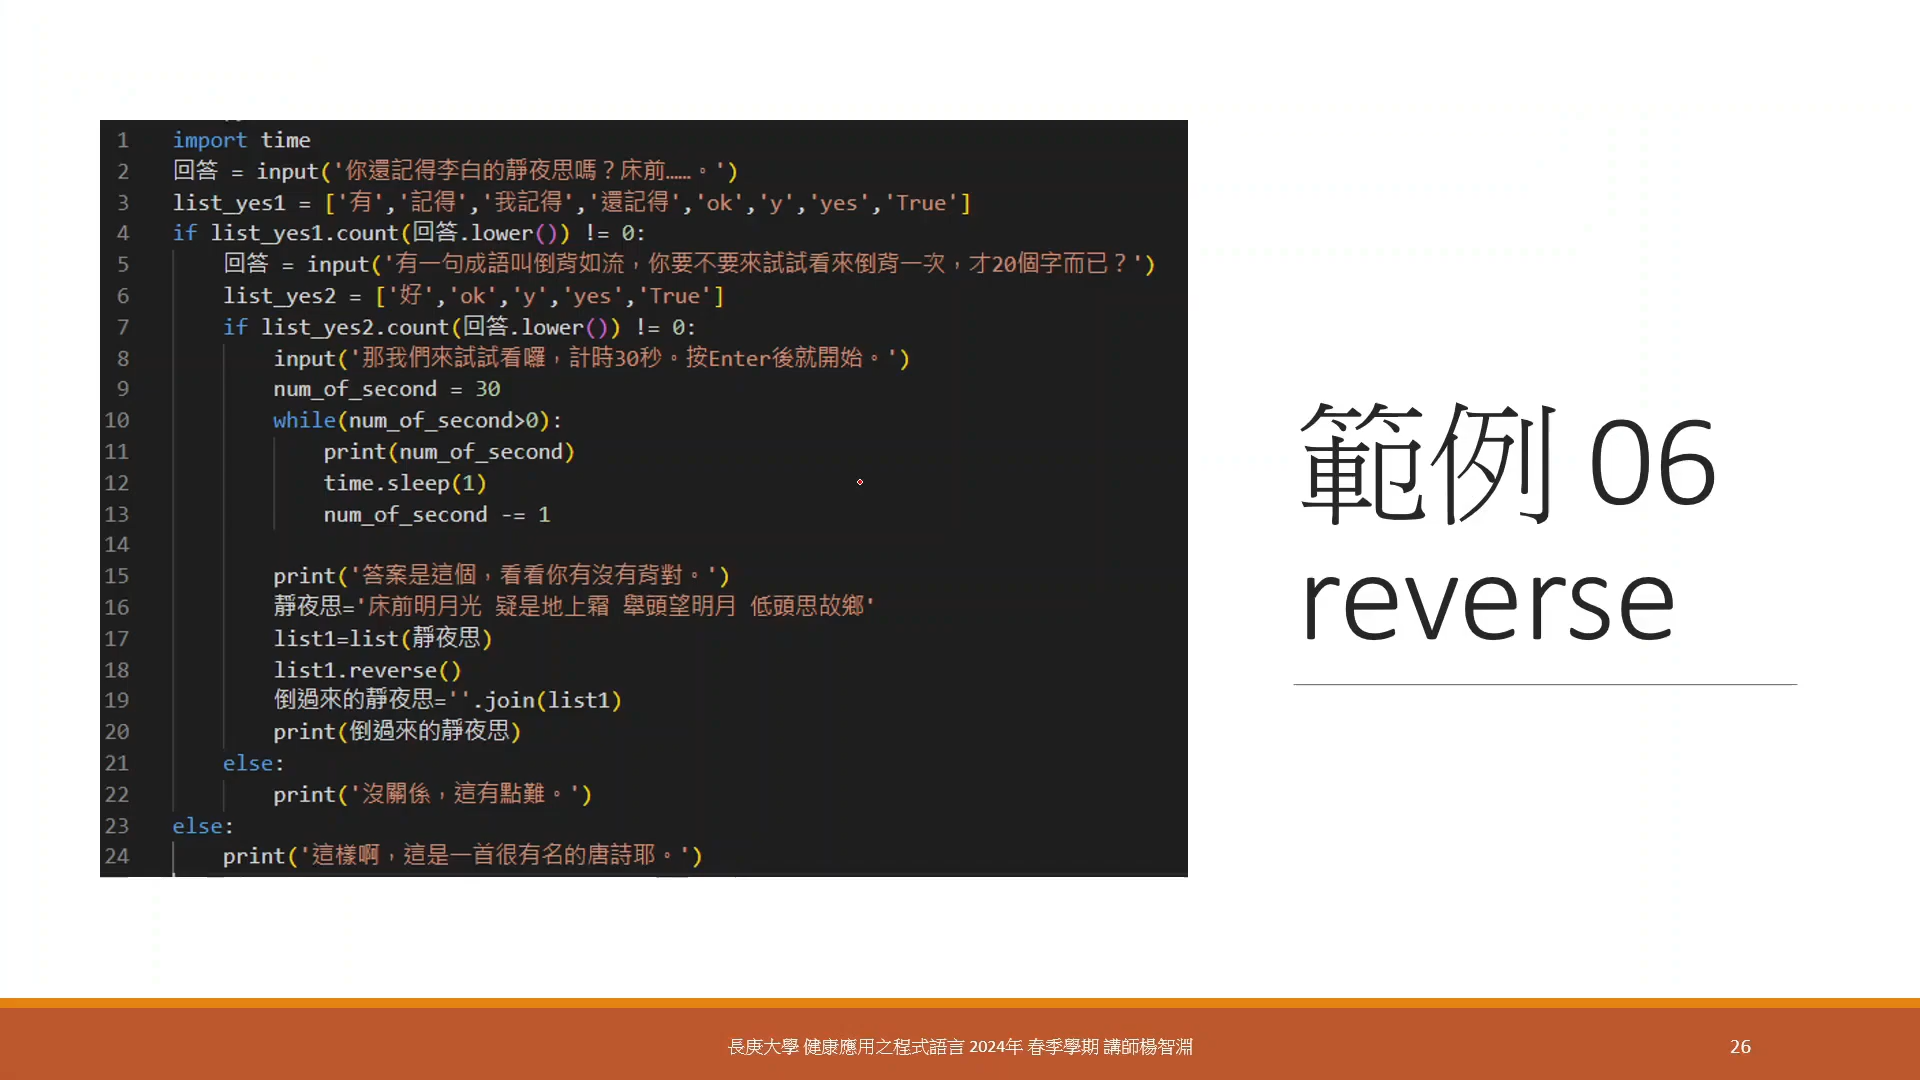 1 import time
2 回答 = input('你還記得李白的靜夜思嗎？床前……。')
3 list_yes1 = ['有','記得','我記得','還記得','ok','y','yes','True']
4 if list_yes1.count(回答.lower()) != 0:
5     回答 = input('有一句成語叫倒背如流，你要不要來試試看來倒背一次，才20個字而已？')
6     list_yes2 = ['好','ok','y','yes','True']
7     if list_yes2.count(回答.lower()) != 0:
8         input('那我們來試試看囉，計時30秒。按Enter後就開始。')
9         num_of_second = 30
10         while(num_of_second>0):
11             print(num_of_second)
12             time.sleep(1)
13             num_of_second -= 1
14
15         print('答案是這個，看看你有沒有背對。')
16         靜夜思='床前明月光 疑是地上霜 舉頭望明月 低頭思故鄉'
17         list1=list(靜夜思)
18         list1.reverse()
19         倒過來的靜夜思=''.join(list1)
20         print(倒過來的靜夜思)
21     else:
22         print('沒關係，這有點難。')
23 else:
24     print('這樣啊，這是一首很有名的唐詩耶。')
範例 06
reverse
長庚大學 健康應用之程式語言 2024年 春季學期 講師楊智淵
26